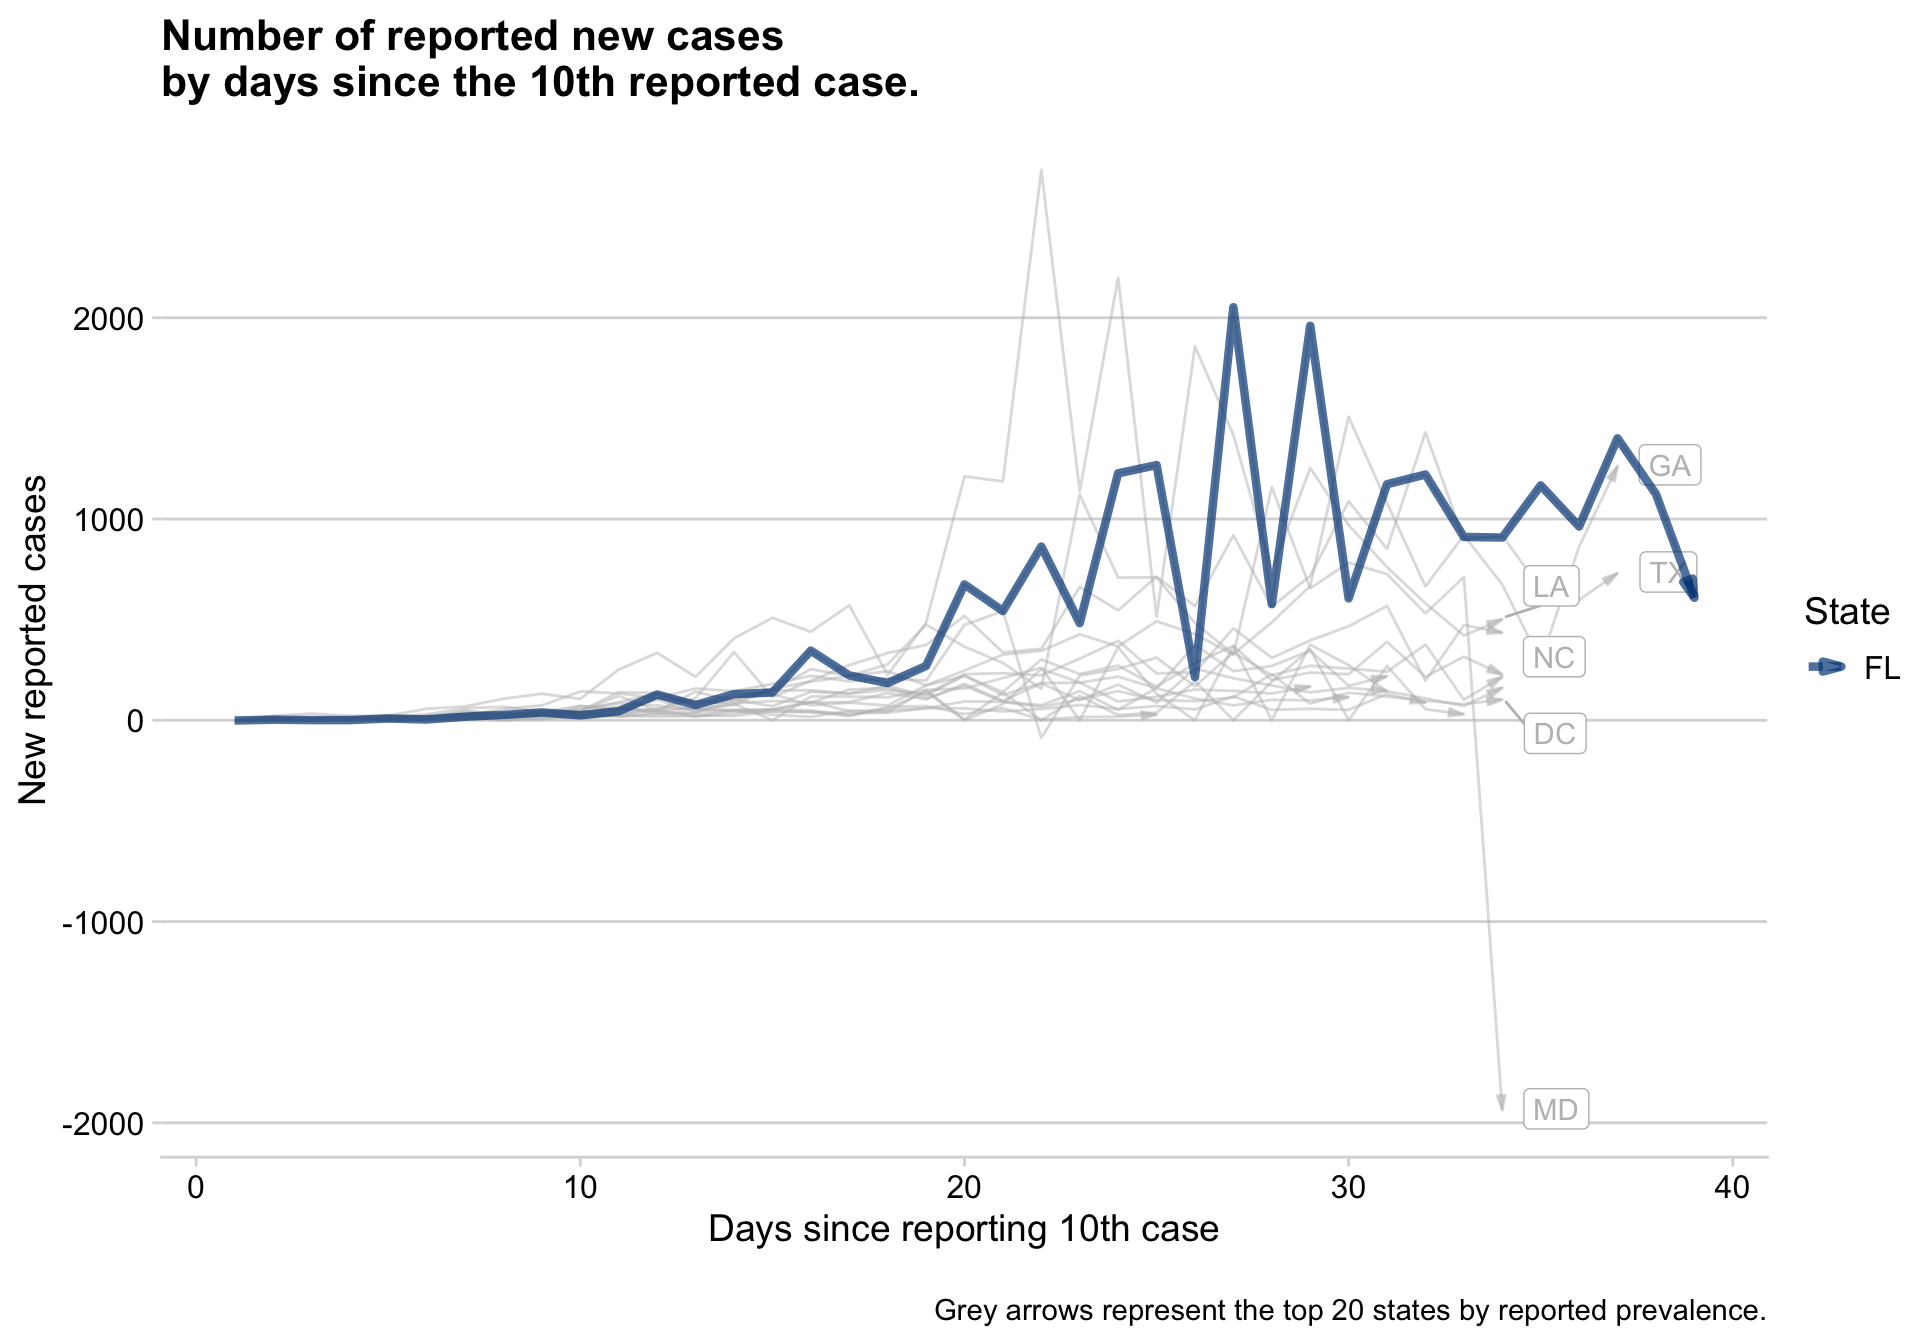 Number of reported new cases
by days since the 10th reported case.
New reported cases
2000
1000
0
-1000
-2000
GA
TX
LA
NC
DC
MD
State
FL
0 10 20 30 40
Days since reporting 10th case
Grey arrows represent the top 20 states by reported prevalence.